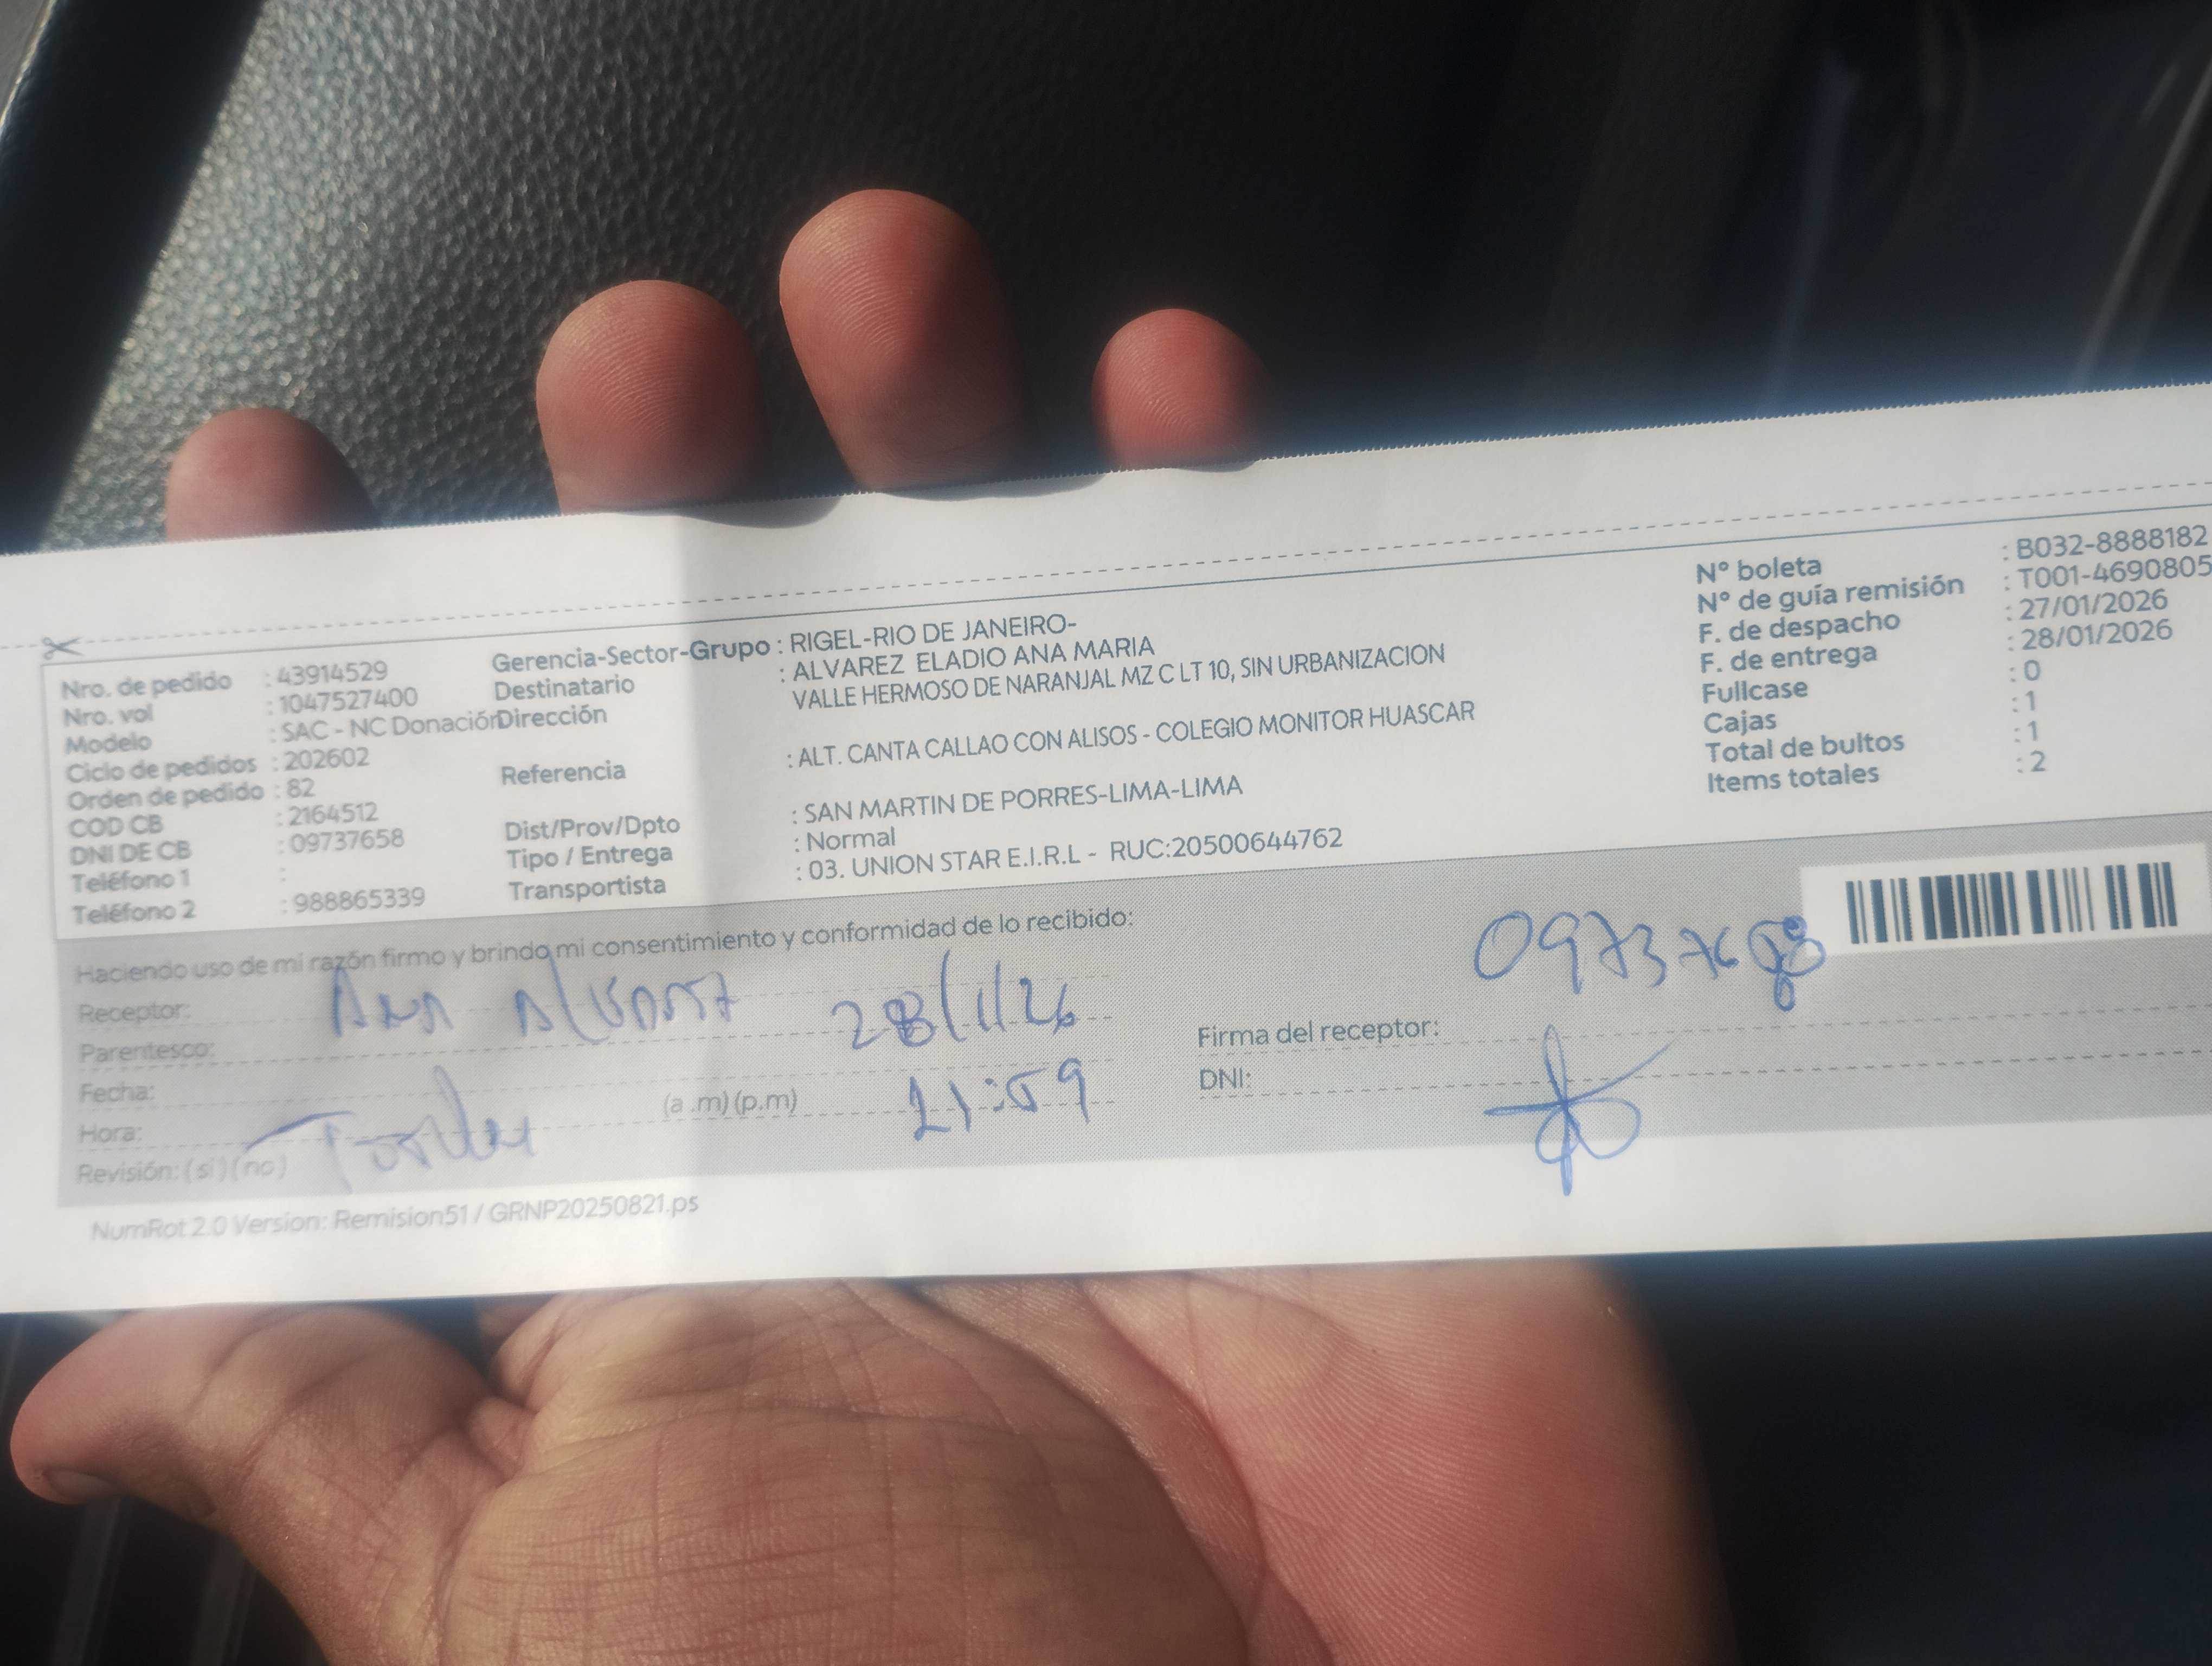 Nro. de pedido : 43914529
Nro. vol : 1047527400
Modelo : SAC - NC Donación
Ciclo de pedidos : 202602
Orden de pedido : 82
COD CB : 2164512
DNI DE CB : 09737658
Teléfono 1 :
Teléfono 2 : 988865339
Gerencia-Sector-Grupo : RIGEL-RIO DE JANEIRO-
Destinatario : ALVAREZ ELADIO ANA MARIA
Dirección VALLE HERMOSO DE NARANJAL MZ C LT 10, SIN URBANIZACION
Referencia : ALT. CANTA CALLAO CON ALISOS - COLEGIO MONITOR HUASCAR
Dist/Prov/Dpto : SAN MARTIN DE PORRES-LIMA-LIMA
Tipo / Entrega : Normal
Transportista : 03. UNION STAR E.I.R.L - RUC:20500644762
N° boleta : B032-8888182
N° de guía remisión : T001-4690805
F. de despacho : 27/01/2026
F. de entrega : 28/01/2026
Fullcase : 0
Cajas : 1
Total de bultos : 1
Items totales : 2
Haciendo uso de mi razón firmo y brindo mi consentimiento y conformidad de lo recibido:
Receptor: Ana 28/1/26
Parentesco:
Fecha:
Hora: (a .m) (p.m)
Revisión: ( si ) ( no )
Firma del receptor:
DNI:
NumRot 2.0 Version: Remision51 / GRNP20250821.ps